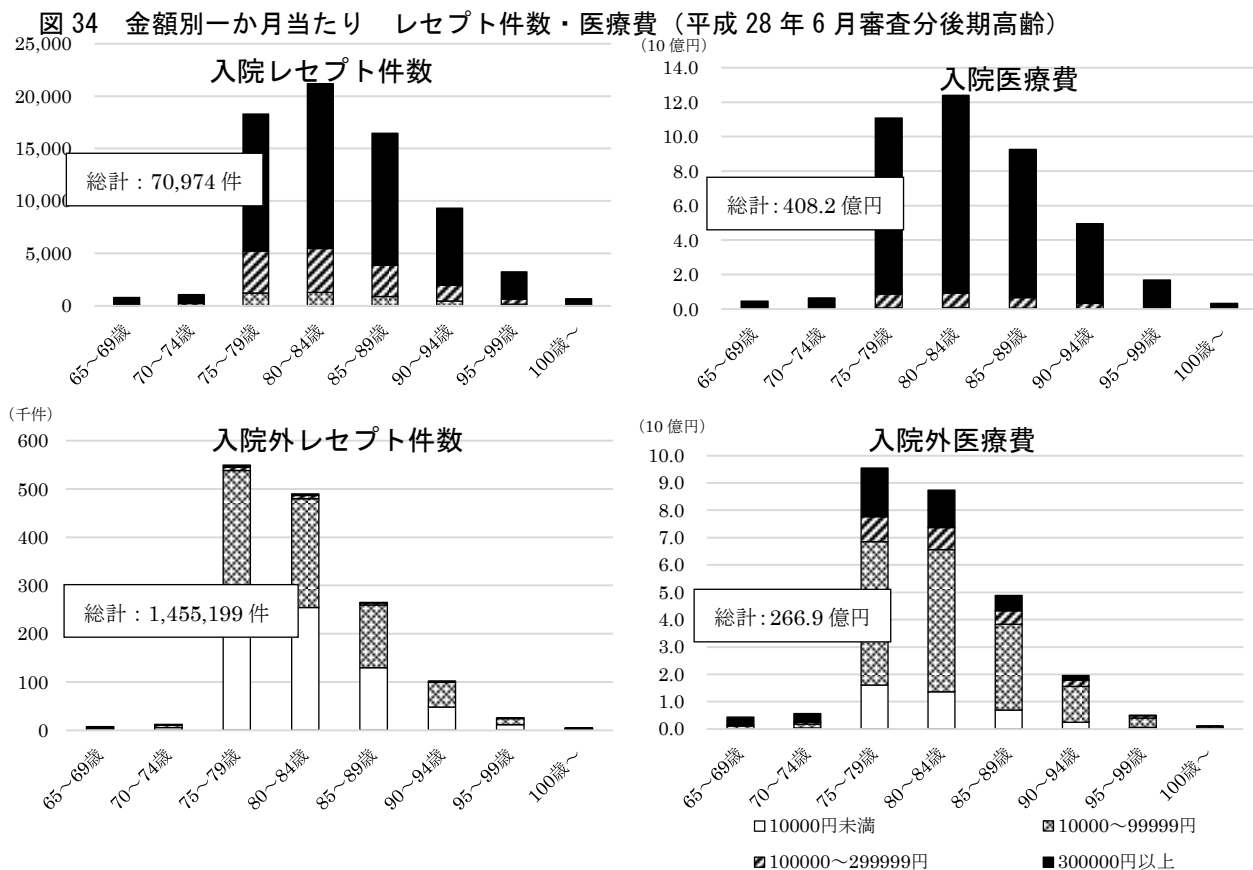 図34 金額別一か月当たり レセプト件数・医療費（平成28年6月審査分後期高齢）
入院レセプト件数
25,000
20,000
15,000
10,000
5,000
0
総計：70,974件
65～69歳
70～74歳
75～79歳
80～84歳
85～89歳
90～94歳
95～99歳
100歳～
（10億円）
入院医療費
14.0
12.0
10.0
8.0
6.0
4.0
2.0
0.0
総計：408.2億円
65～69歳
70～74歳
75～79歳
80～84歳
85～89歳
90～94歳
95～99歳
100歳～
（千件）
入院外レセプト件数
600
500
400
300
200
100
0
総計：1,455,199件
65～69歳
70～74歳
75～79歳
80～84歳
85～89歳
90～94歳
95～99歳
100歳～
（10億円）
入院外医療費
10.0
9.0
8.0
7.0
6.0
5.0
4.0
3.0
2.0
1.0
0.0
総計：266.9億円
65～69歳
70～74歳
75～79歳
80～84歳
85～89歳
90～94歳
95～99歳
100歳～
10000円未満
10000～99999円
100000～299999円
300000円以上